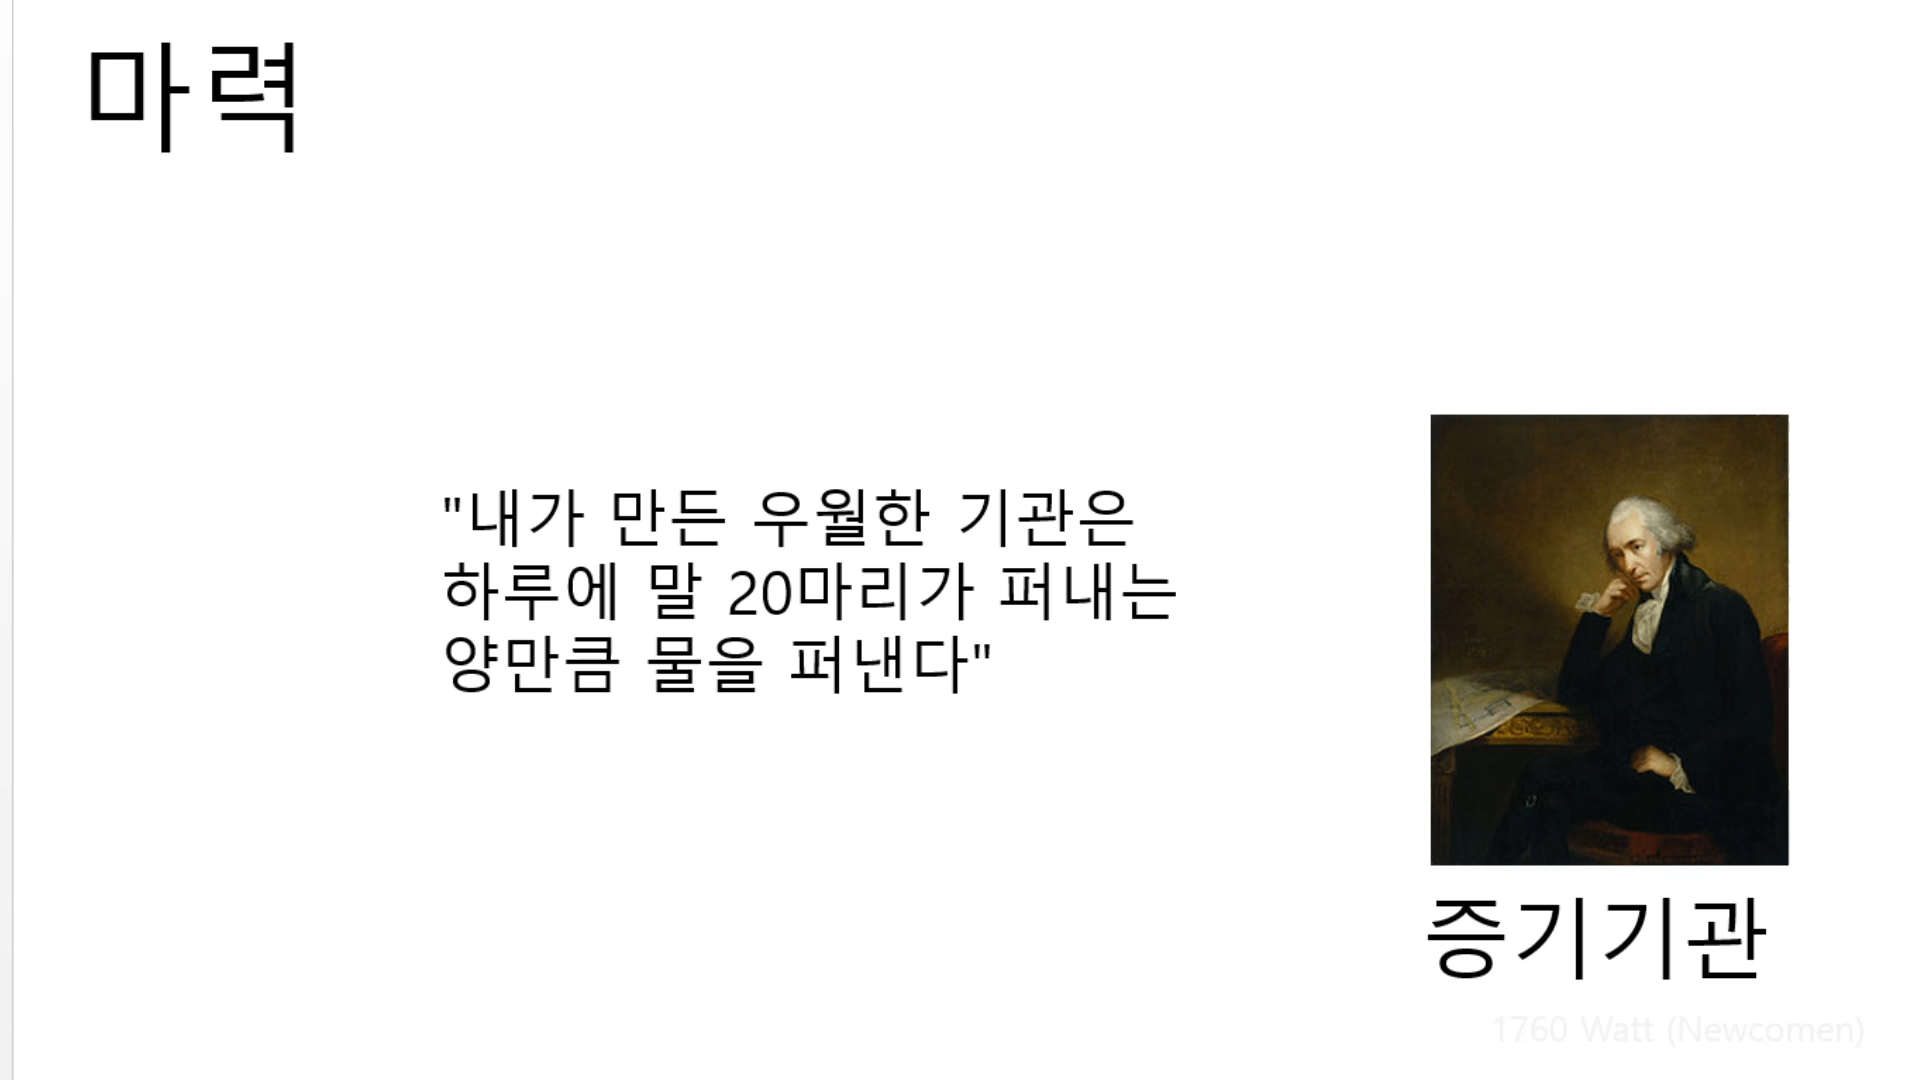 마력
"내가 만든 우월한 기관은
하루에 말 20마리가 퍼내는
양만큼 물을 퍼낸다"
증기기관
1760 Watt (Newcomen)